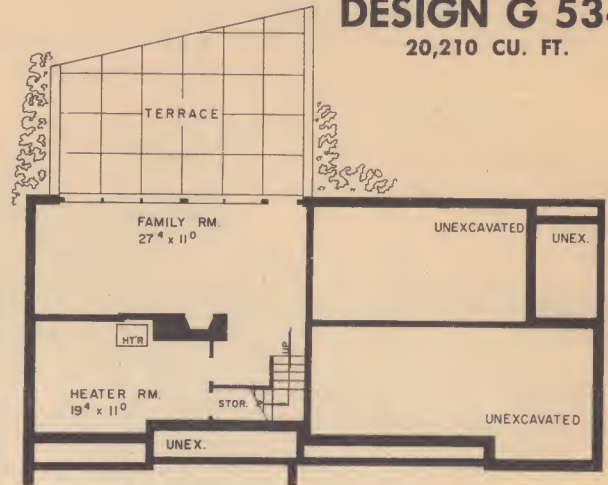 DESIGN G 534
20,210 CU. FT.
TERRACE
FAMILY RM.
27⁴ x 11⁰
UNEXCAVATED
UNEX.
HT'R
UP
HEATER RM.
19⁴ x 11⁰
STOR.
UNEXCAVATED
UNEX.